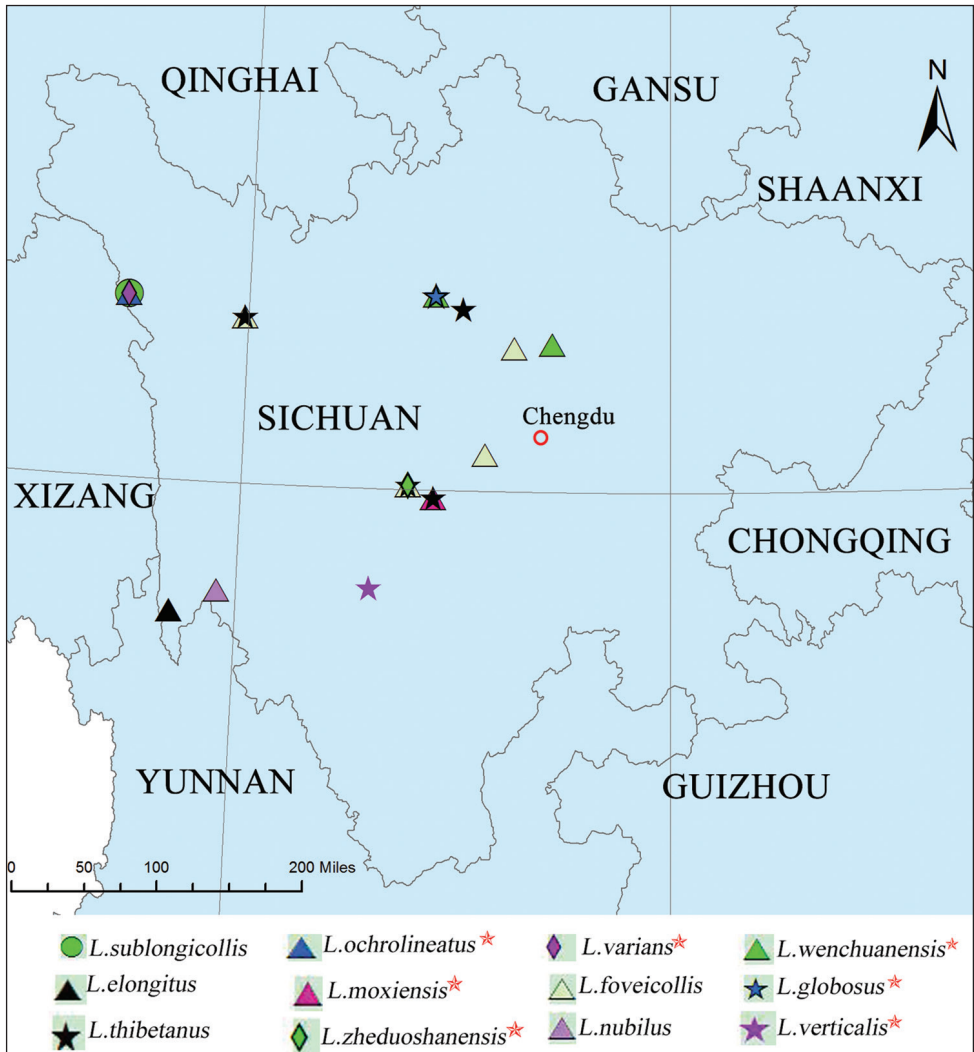 QINGHAI
GANSU
N
SHAANXI
SICHUAN
Chengdu
XIZANG
CHONGQING
YUNNAN
GUIZHOU
0 50 100 200 Miles
L.sublongicollis L.ochrolineatus L.varians L.wenchuanensis
L.elongitus L.moxiensis L.foveicollis L.globosus
L.thibetanus L.zheduoshanensis L.nubilus L.verticalis